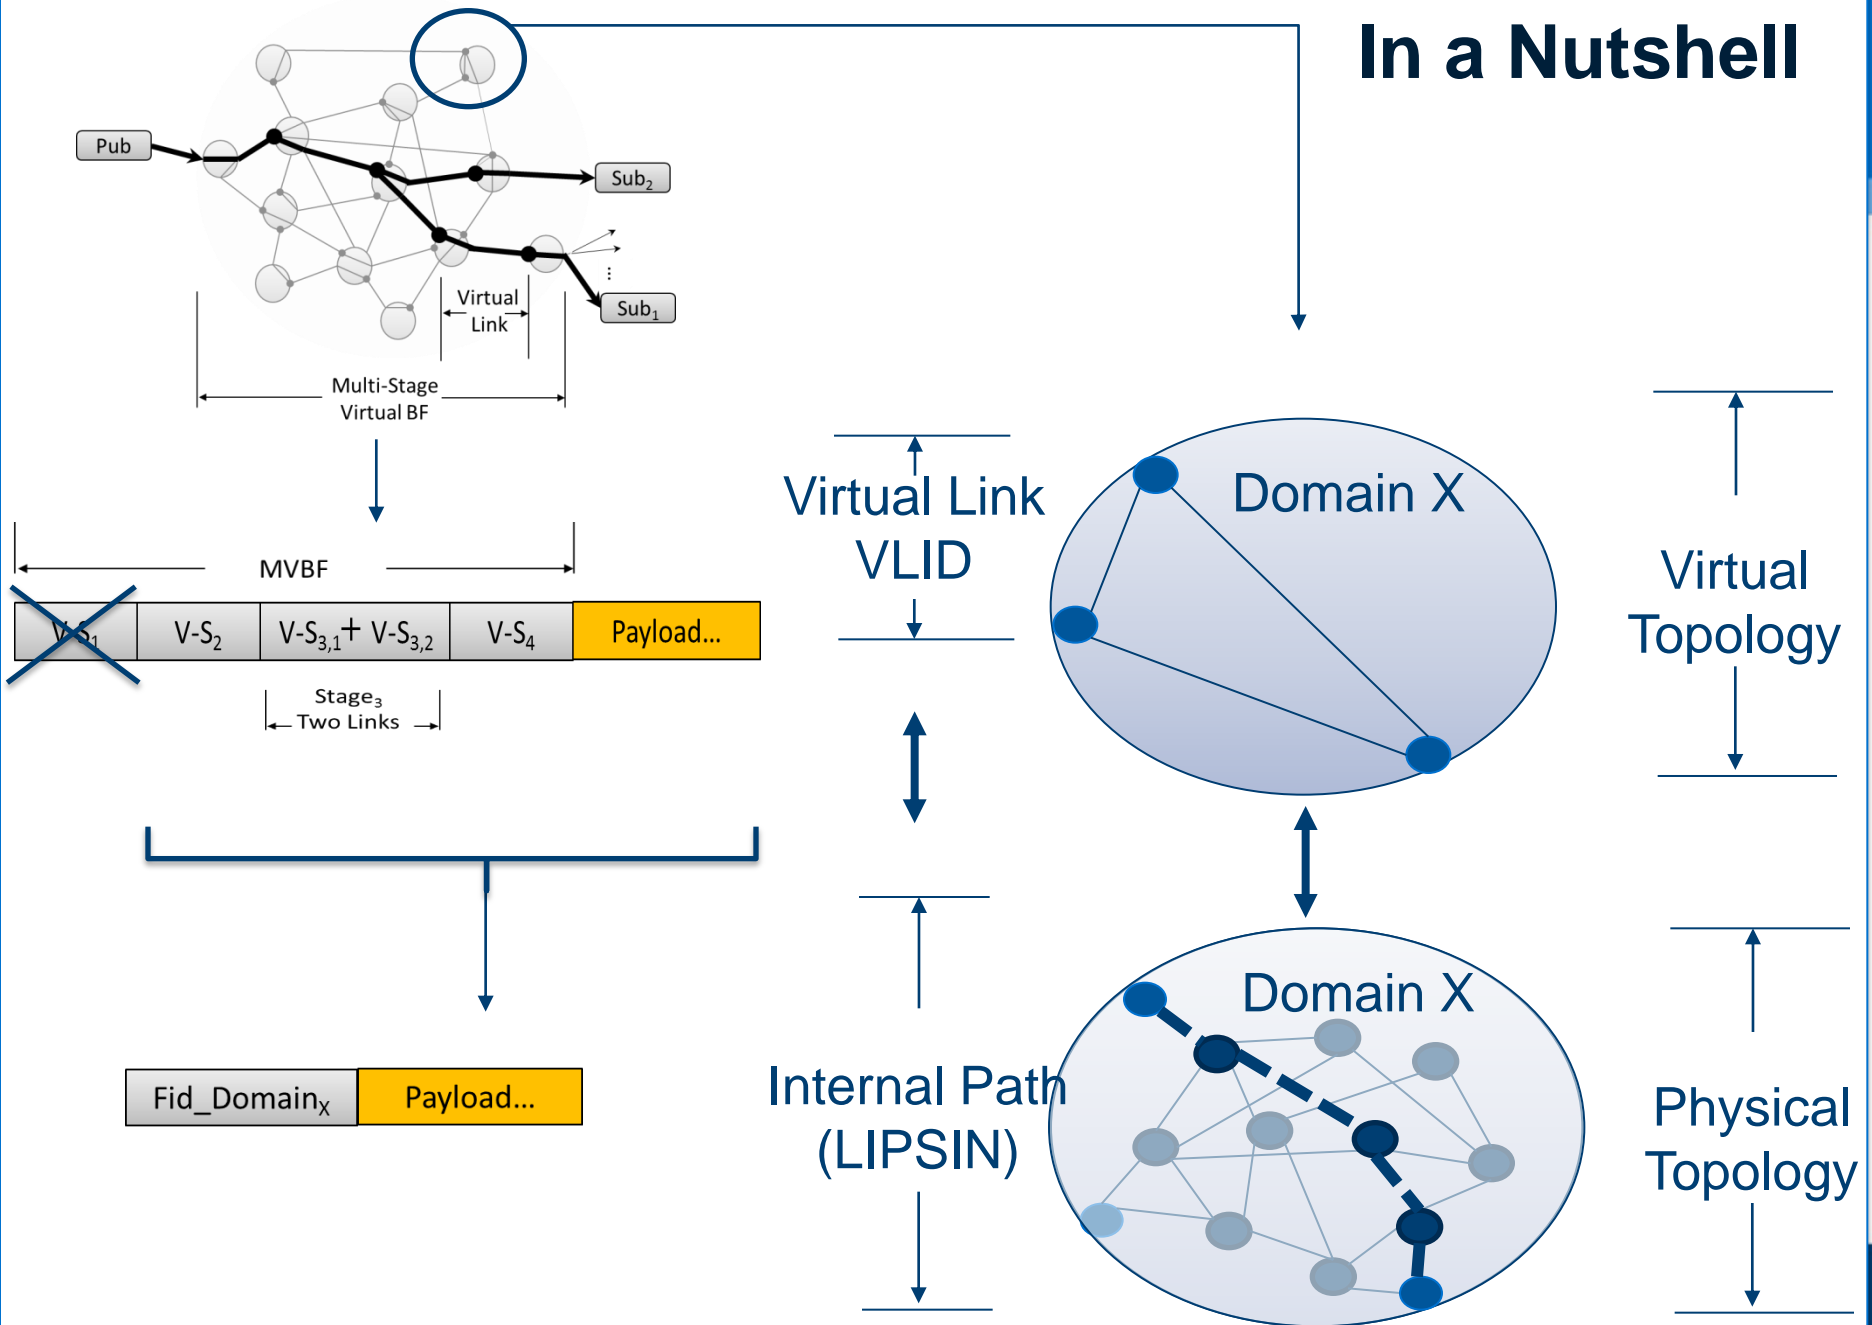 In a Nutshell
Pub
Sub2
Sub1
Virtual
Link
Multi-Stage
Virtual BF
MVBF
V-S1
V-S2
V-S3,1+ V-S3,2
V-S4
Payload...
Stage3
Two Links
Fid_DomainX
Payload...
Virtual Link
VLID
Internal Path
(LIPSIN)
Domain X
Domain X
Virtual
Topology
Physical
Topology